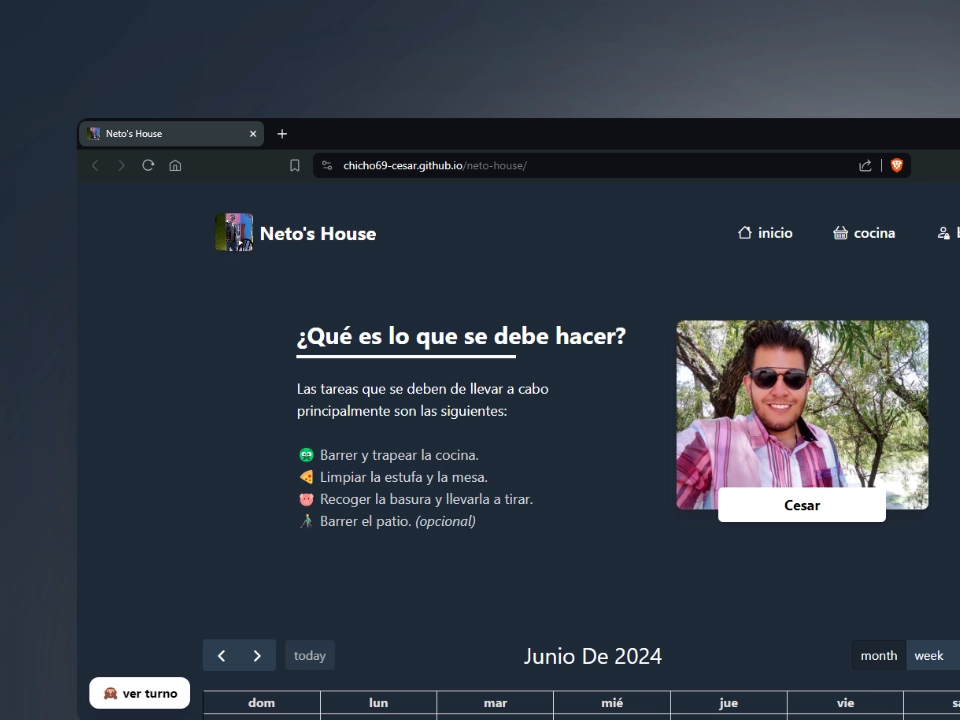 Neto's House
chicho69-cesar.github.io/neto-house/
Neto's House
inicio
cocina
¿Qué es lo que se debe hacer?
Las tareas que se deben de llevar a cabo
principalmente son las siguientes:
Barrer y trapear la cocina.
Limpiar la estufa y la mesa.
Recoger la basura y llevarla a tirar.
Barrer el patio. (opcional)
Cesar
today
Junio De 2024
month
week
ver turno
dom
lun
mar
mié
jue
vie